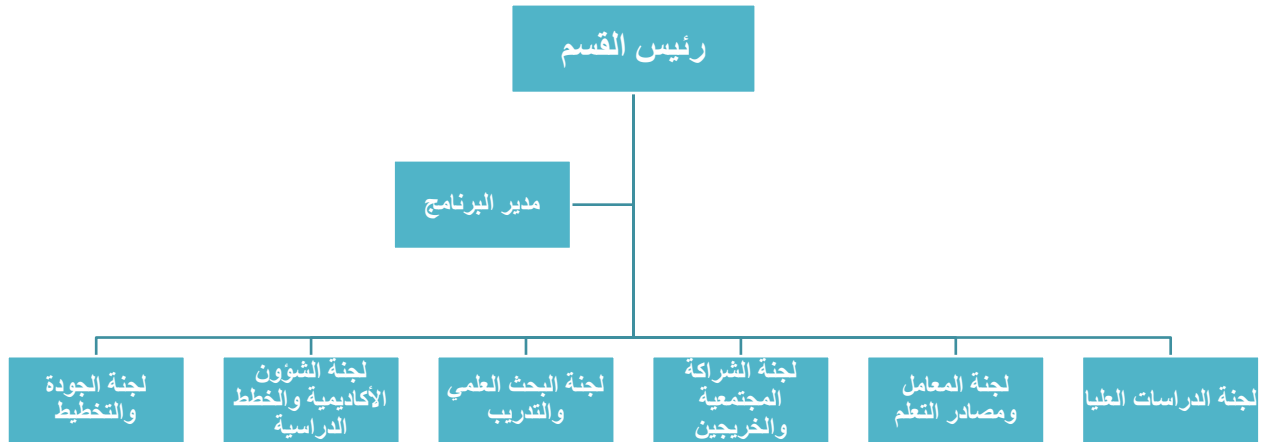 رئيس القسم
مدير البرنامج
لجنة الدراسات العليا
لجنة المعامل
ومصادر التعلم
لجنة الشراكة
المجتمعية
والخريجين
لجنة البحث العلمي
والتدريب
لجنة الشؤون
الأكاديمية والخطط
الدراسية
لجنة الجودة
والتخطيط